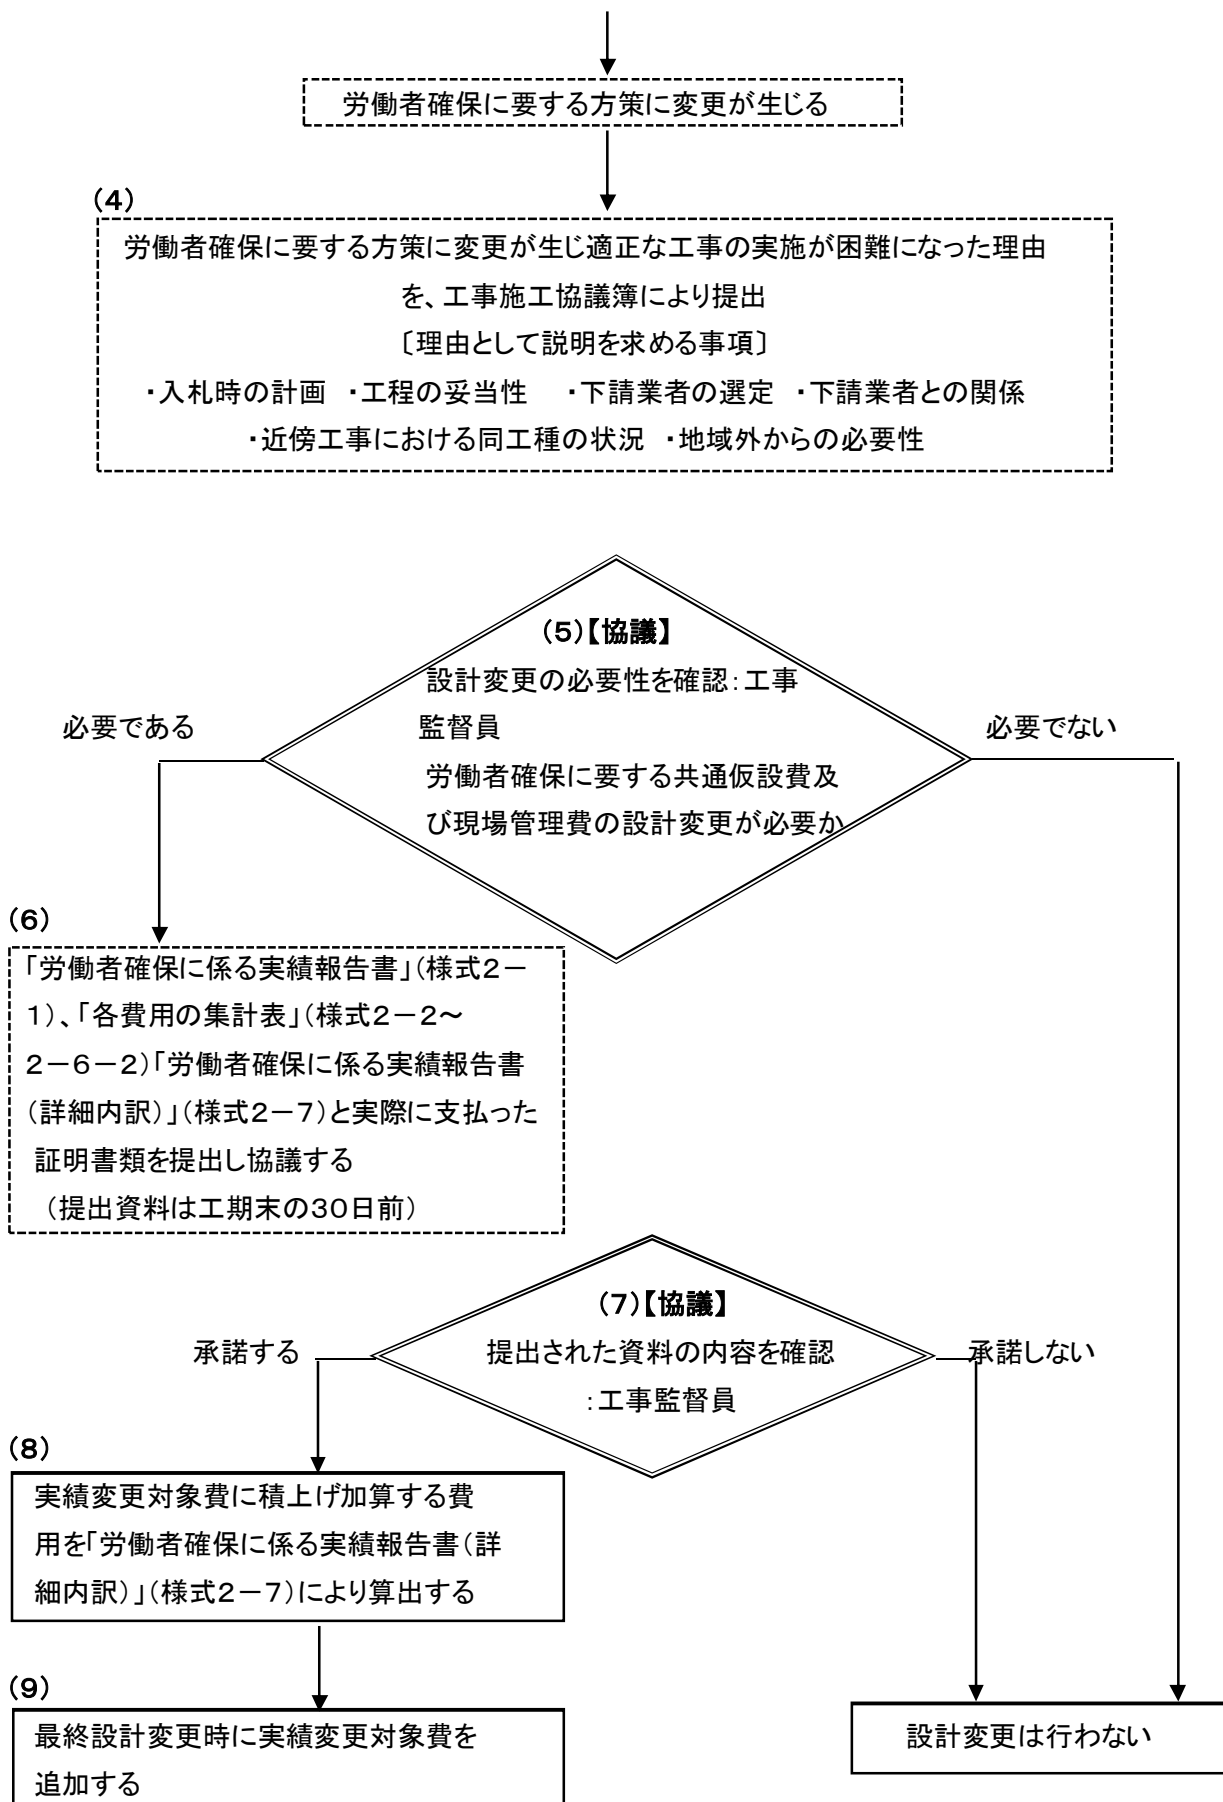 労働者確保に要する方策に変更が生じる
(4)
労働者確保に要する方策に変更が生じ適正な工事の実施が困難になった理由
を、工事施工協議簿により提出
〔理由として説明を求める事項〕
・入札時の計画 ・工程の妥当性 ・下請業者の選定 ・下請業者との関係
・近傍工事における同工種の状況 ・地域外からの必要性
(5)【協議】
設計変更の必要性を確認:工事
監督員
労働者確保に要する共通仮設費及
び現場管理費の設計変更が必要か
必要である
必要でない
(6)
「労働者確保に係る実績報告書」(様式2-
1)、「各費用の集計表」(様式2-2~
2-6-2)「労働者確保に係る実績報告書
(詳細内訳)」(様式2-7)と実際に支払った
証明書類を提出し協議する
(提出資料は工期末の30日前)
(7)【協議】
提出された資料の内容を確認
:工事監督員
承諾する
承諾しない
(8)
実績変更対象費に積上げ加算する費
用を「労働者確保に係る実績報告書(詳
細内訳)」(様式2-7)により算出する
(9)
最終設計変更時に実績変更対象費を
追加する
設計変更は行わない